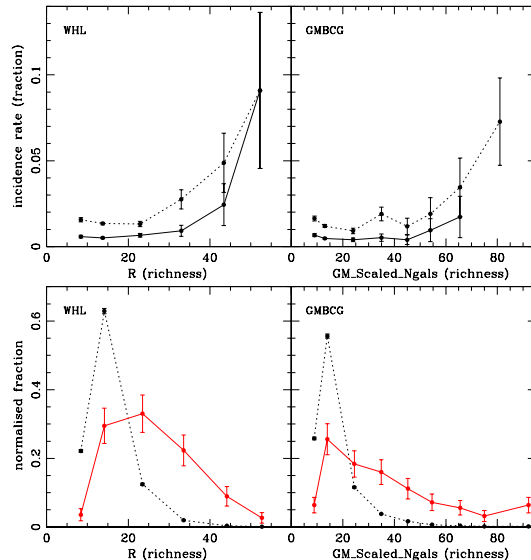 WHL
GMBCG
incidence rate (fraction)
0.1
0.05
0
0 20 40
0 20 40 60 80
R (richness)
GM_Scaled_Ngals (richness)
WHL
GMBCG
normalised fraction
0.6
0.4
0.2
0
0 20 40
0 20 40 60 80
R (richness)
GM_Scaled_Ngals (richness)